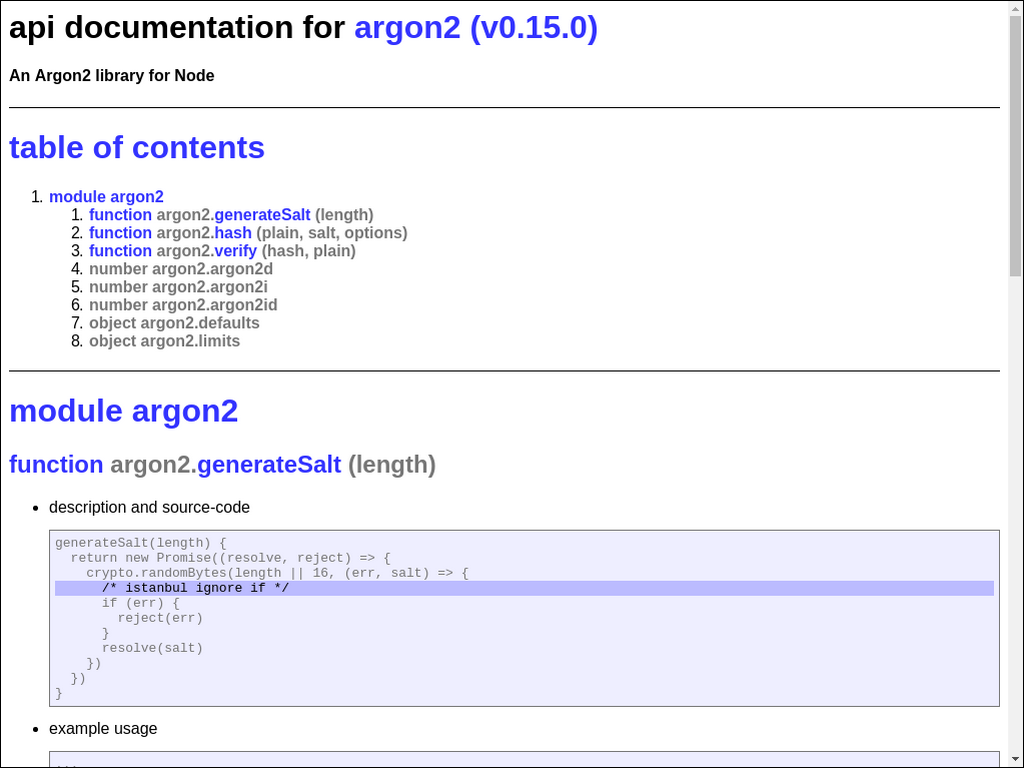 api documentation for argon2 (v0.15.0)
An Argon2 library for Node
table of contents
1. module argon2
1. function argon2.generateSalt (length)
2. function argon2.hash (plain, salt, options)
3. function argon2.verify (hash, plain)
4. number argon2.argon2d
5. number argon2.argon2i
6. number argon2.argon2id
7. object argon2.defaults
8. object argon2.limits
module argon2
function argon2.generateSalt (length)
• description and source-code
generateSalt(length) {
  return new Promise((resolve, reject) => {
    crypto.randomBytes(length || 16, (err, salt) => {
      /* istanbul ignore if */
      if (err) {
        reject(err)
      }
      resolve(salt)
    })
  })
}
• example usage
...